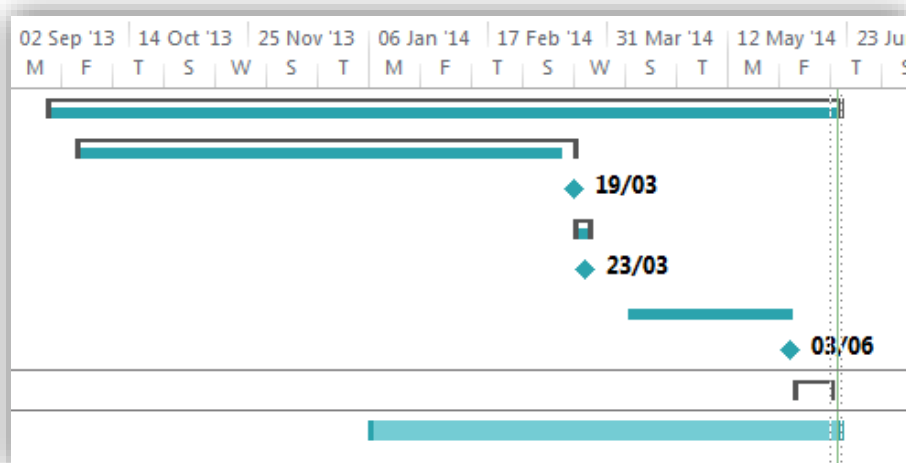 02 Sep '13 14 Oct '13 25 Nov '13 06 Jan '14 17 Feb '14 31 Mar '14 12 May '14 23
M F T S W S T M F T S W S T M F T S
19/03
23/03
03/06